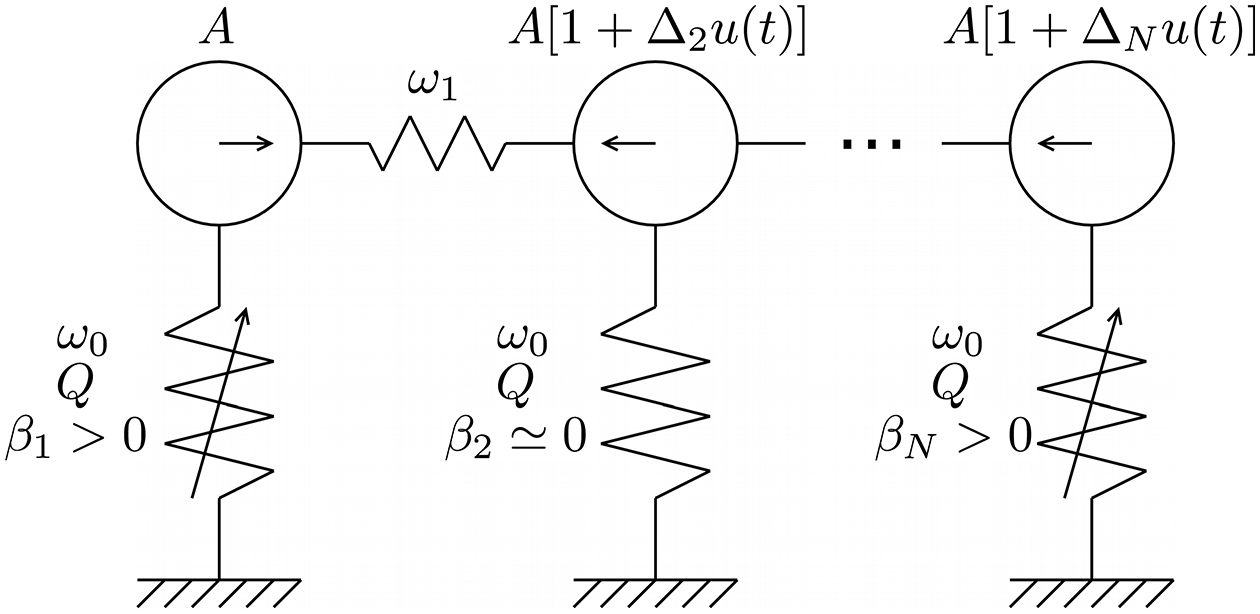 A A[1 + Δ₂u(t)] A[1 + Δ_N u(t)]
ω₁
...
ω₀ ω₀ ω₀
Q Q Q
β₁ > 0 β₂ ≃ 0 β_N > 0